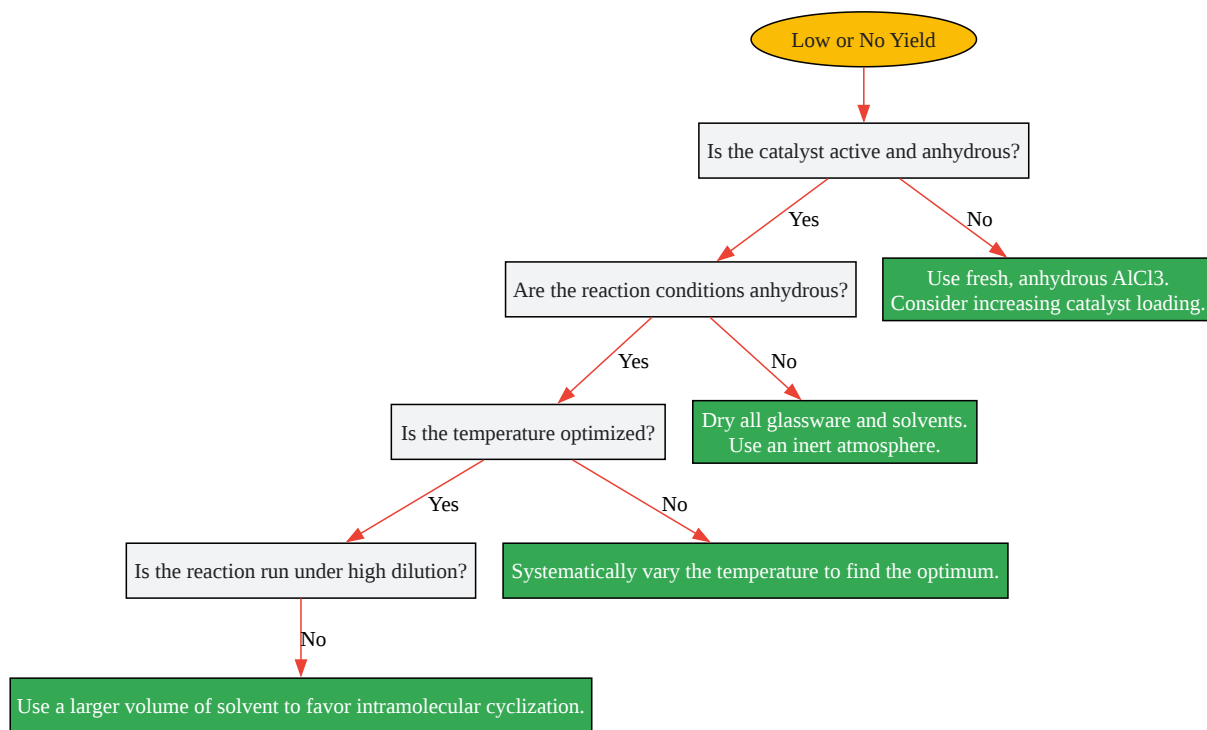 Low or No Yield
Is the catalyst active and anhydrous?
Yes
No
Are the reaction conditions anhydrous?
Use fresh, anhydrous AlCl3.
Consider increasing catalyst loading.
Yes
No
Is the temperature optimized?
Dry all glassware and solvents.
Use an inert atmosphere.
Yes
No
Is the reaction run under high dilution?
Systematically vary the temperature to find the optimum.
No
Use a larger volume of solvent to favor intramolecular cyclization.